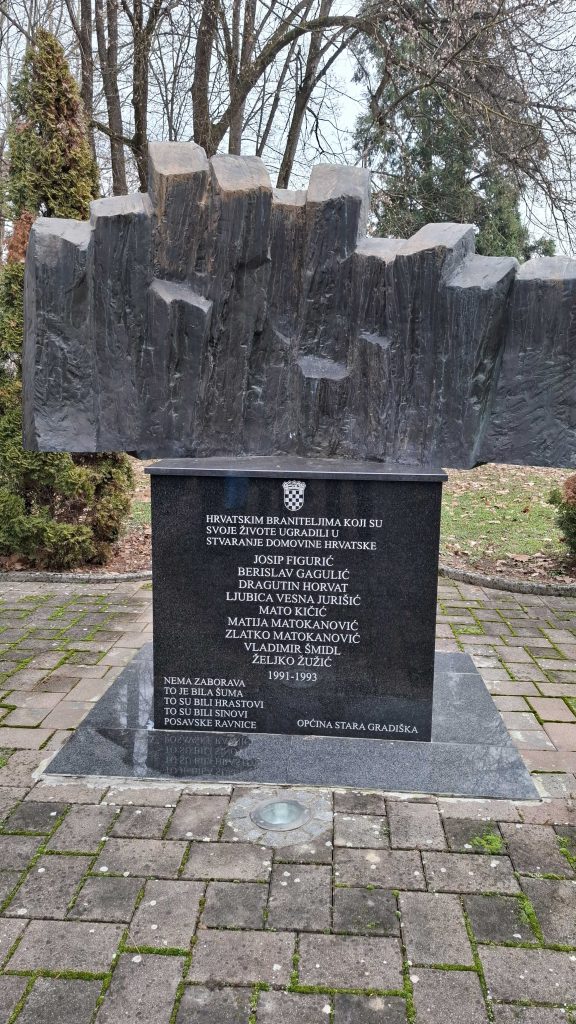 HRVATSKIM BRANITELJIMA KOJI SU
SVOJE ŽIVOTE UGRADILI U
STVARANJE DOMOVINE HRVATSKE
JOSIP FIGURIĆ
BERISLAV GAGULIĆ
DRAGUTIN HORVAT
LJUBICA VESNA JURIŠIĆ
MATO KIČIĆ
MATIJA MATOKANOVIĆ
ZLATKO MATOKANOVIĆ
VLADIMIR ŠMIDL
ŽELJKO ŽUŽIĆ
1991-1993
NEMA ZABORAVA
TO JE BILA ŠUMA
TO SU BILI HRASTOVI
TO SU BILI SINOVI
POSAVSKE RAVNICE
OPĆINA STARA GRADIŠKA